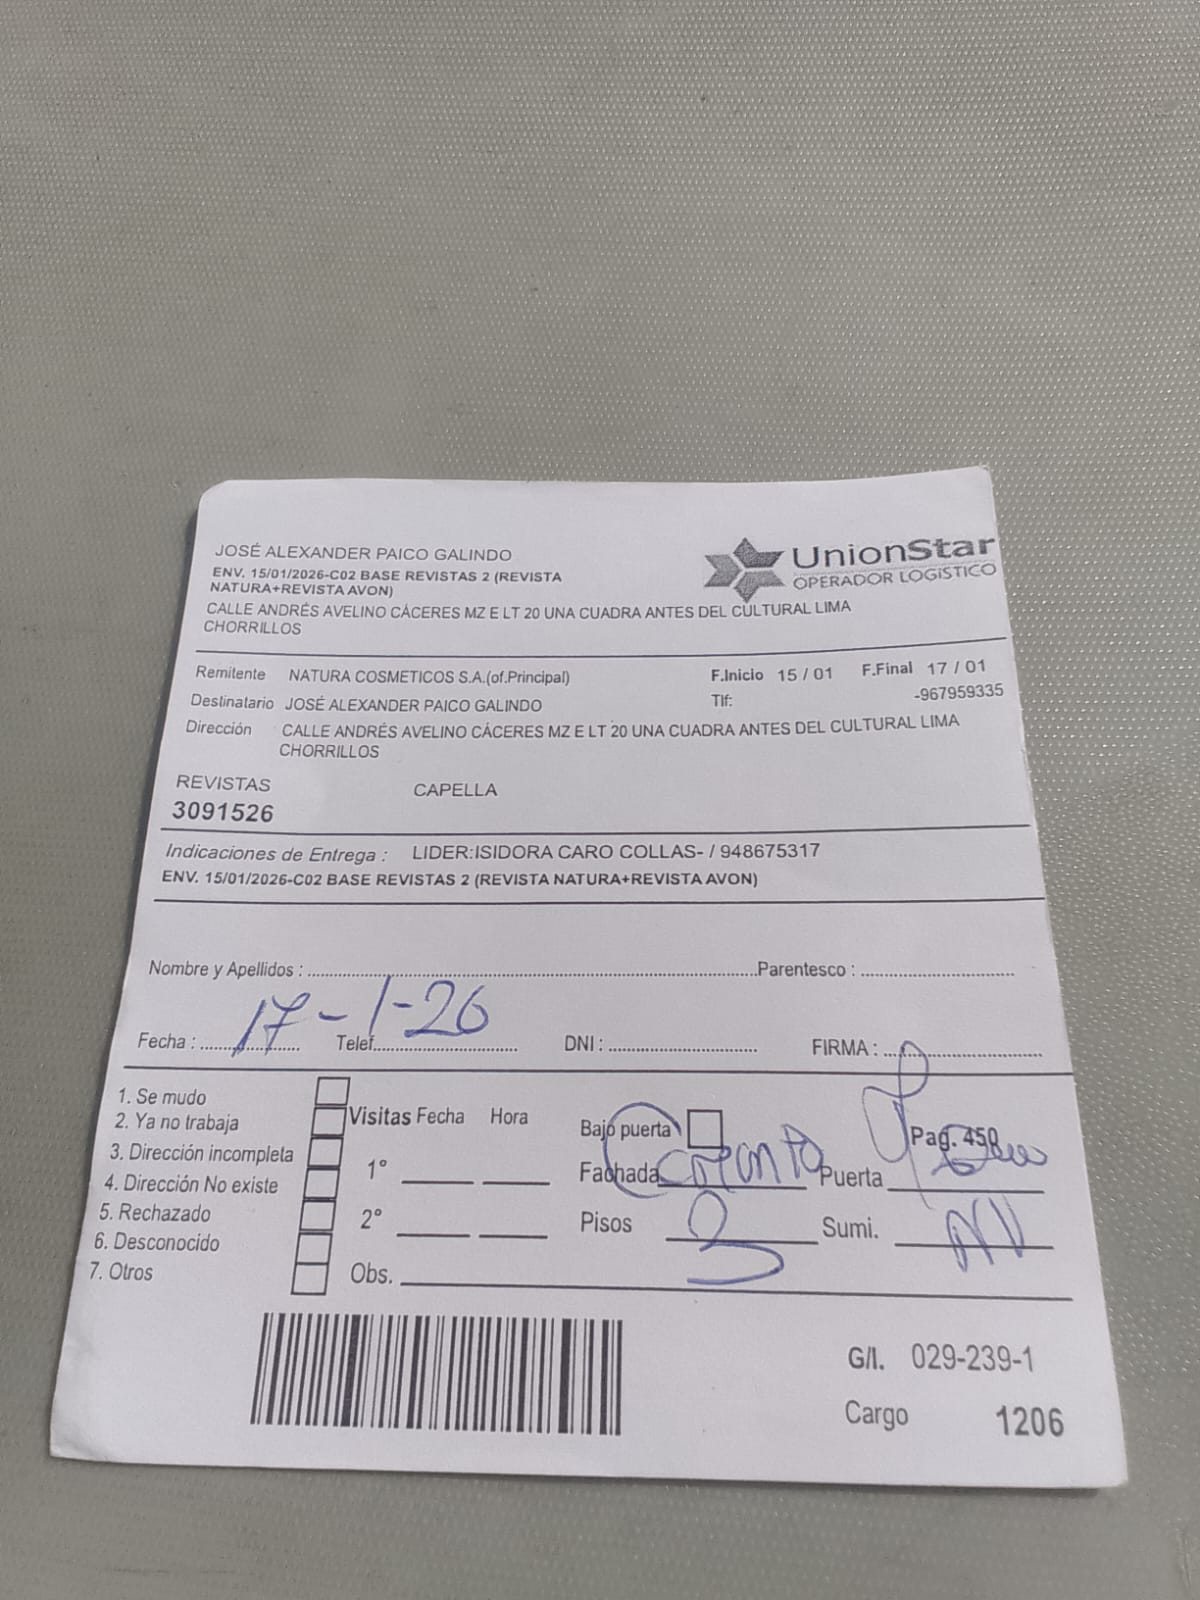 JOSÉ ALEXANDER PAICO GALINDO
UnionStar
OPERADOR LOGÍSTICO
ENV. 15/01/2026-C02 BASE REVISTAS 2 (REVISTA
NATURA+REVISTA AVON)
CALLE ANDRÉS AVELINO CÁCERES MZ E LT 20 UNA CUADRA ANTES DEL CULTURAL LIMA
CHORRILLOS
Remitente NATURA COSMETICOS S.A.(of.Principal) F.Inicio 15 / 01 F.Final 17 / 01
Destinatario JOSÉ ALEXANDER PAICO GALINDO Tlf: -967959335
Dirección CALLE ANDRÉS AVELINO CÁCERES MZ E LT 20 UNA CUADRA ANTES DEL CULTURAL LIMA
CHORRILLOS
REVISTAS CAPELLA
3091526
Indicaciones de Entrega : LIDER:ISIDORA CARO COLLAS- / 948675317
ENV. 15/01/2026-C02 BASE REVISTAS 2 (REVISTA NATURA+REVISTA AVON)
Nombre y Apellidos : Parentesco :
17-1-26
Fecha : Telef. DNI : FIRMA :
1. Se mudo
2. Ya no trabaja
3. Dirección incompleta
4. Dirección No existe
5. Rechazado
6. Desconocido
7. Otros
Visitas Fecha Hora
1°
2°
Obs.
Bajo puerta Pag. 450
Fachada Puerta
Pisos 3 Sumi.
G/I. 029-239-1
Cargo 1206